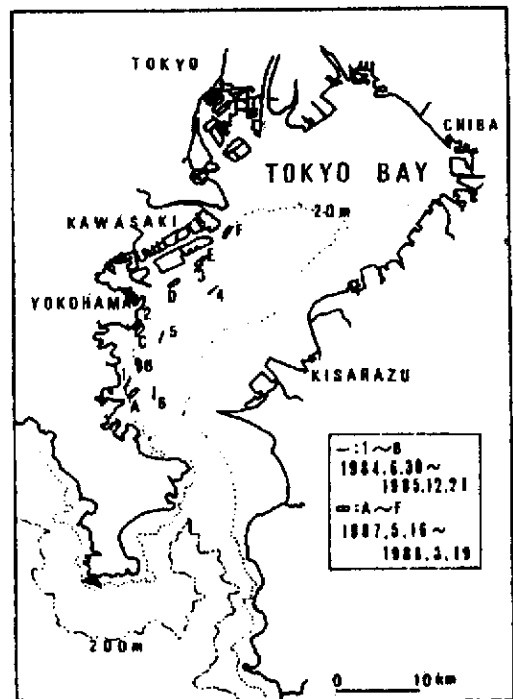 TOKYO
CHIBA
TOKYO BAY
20m
KAWASAKI
F
E
3
D
4
YOKOHAMA
2
C
5
B
1
A
6
KISARAZU
—:1〜6
1984.6.30〜
1985.12.21
:A〜F
1987.5.16〜
1988.3.19
200m
0 10km